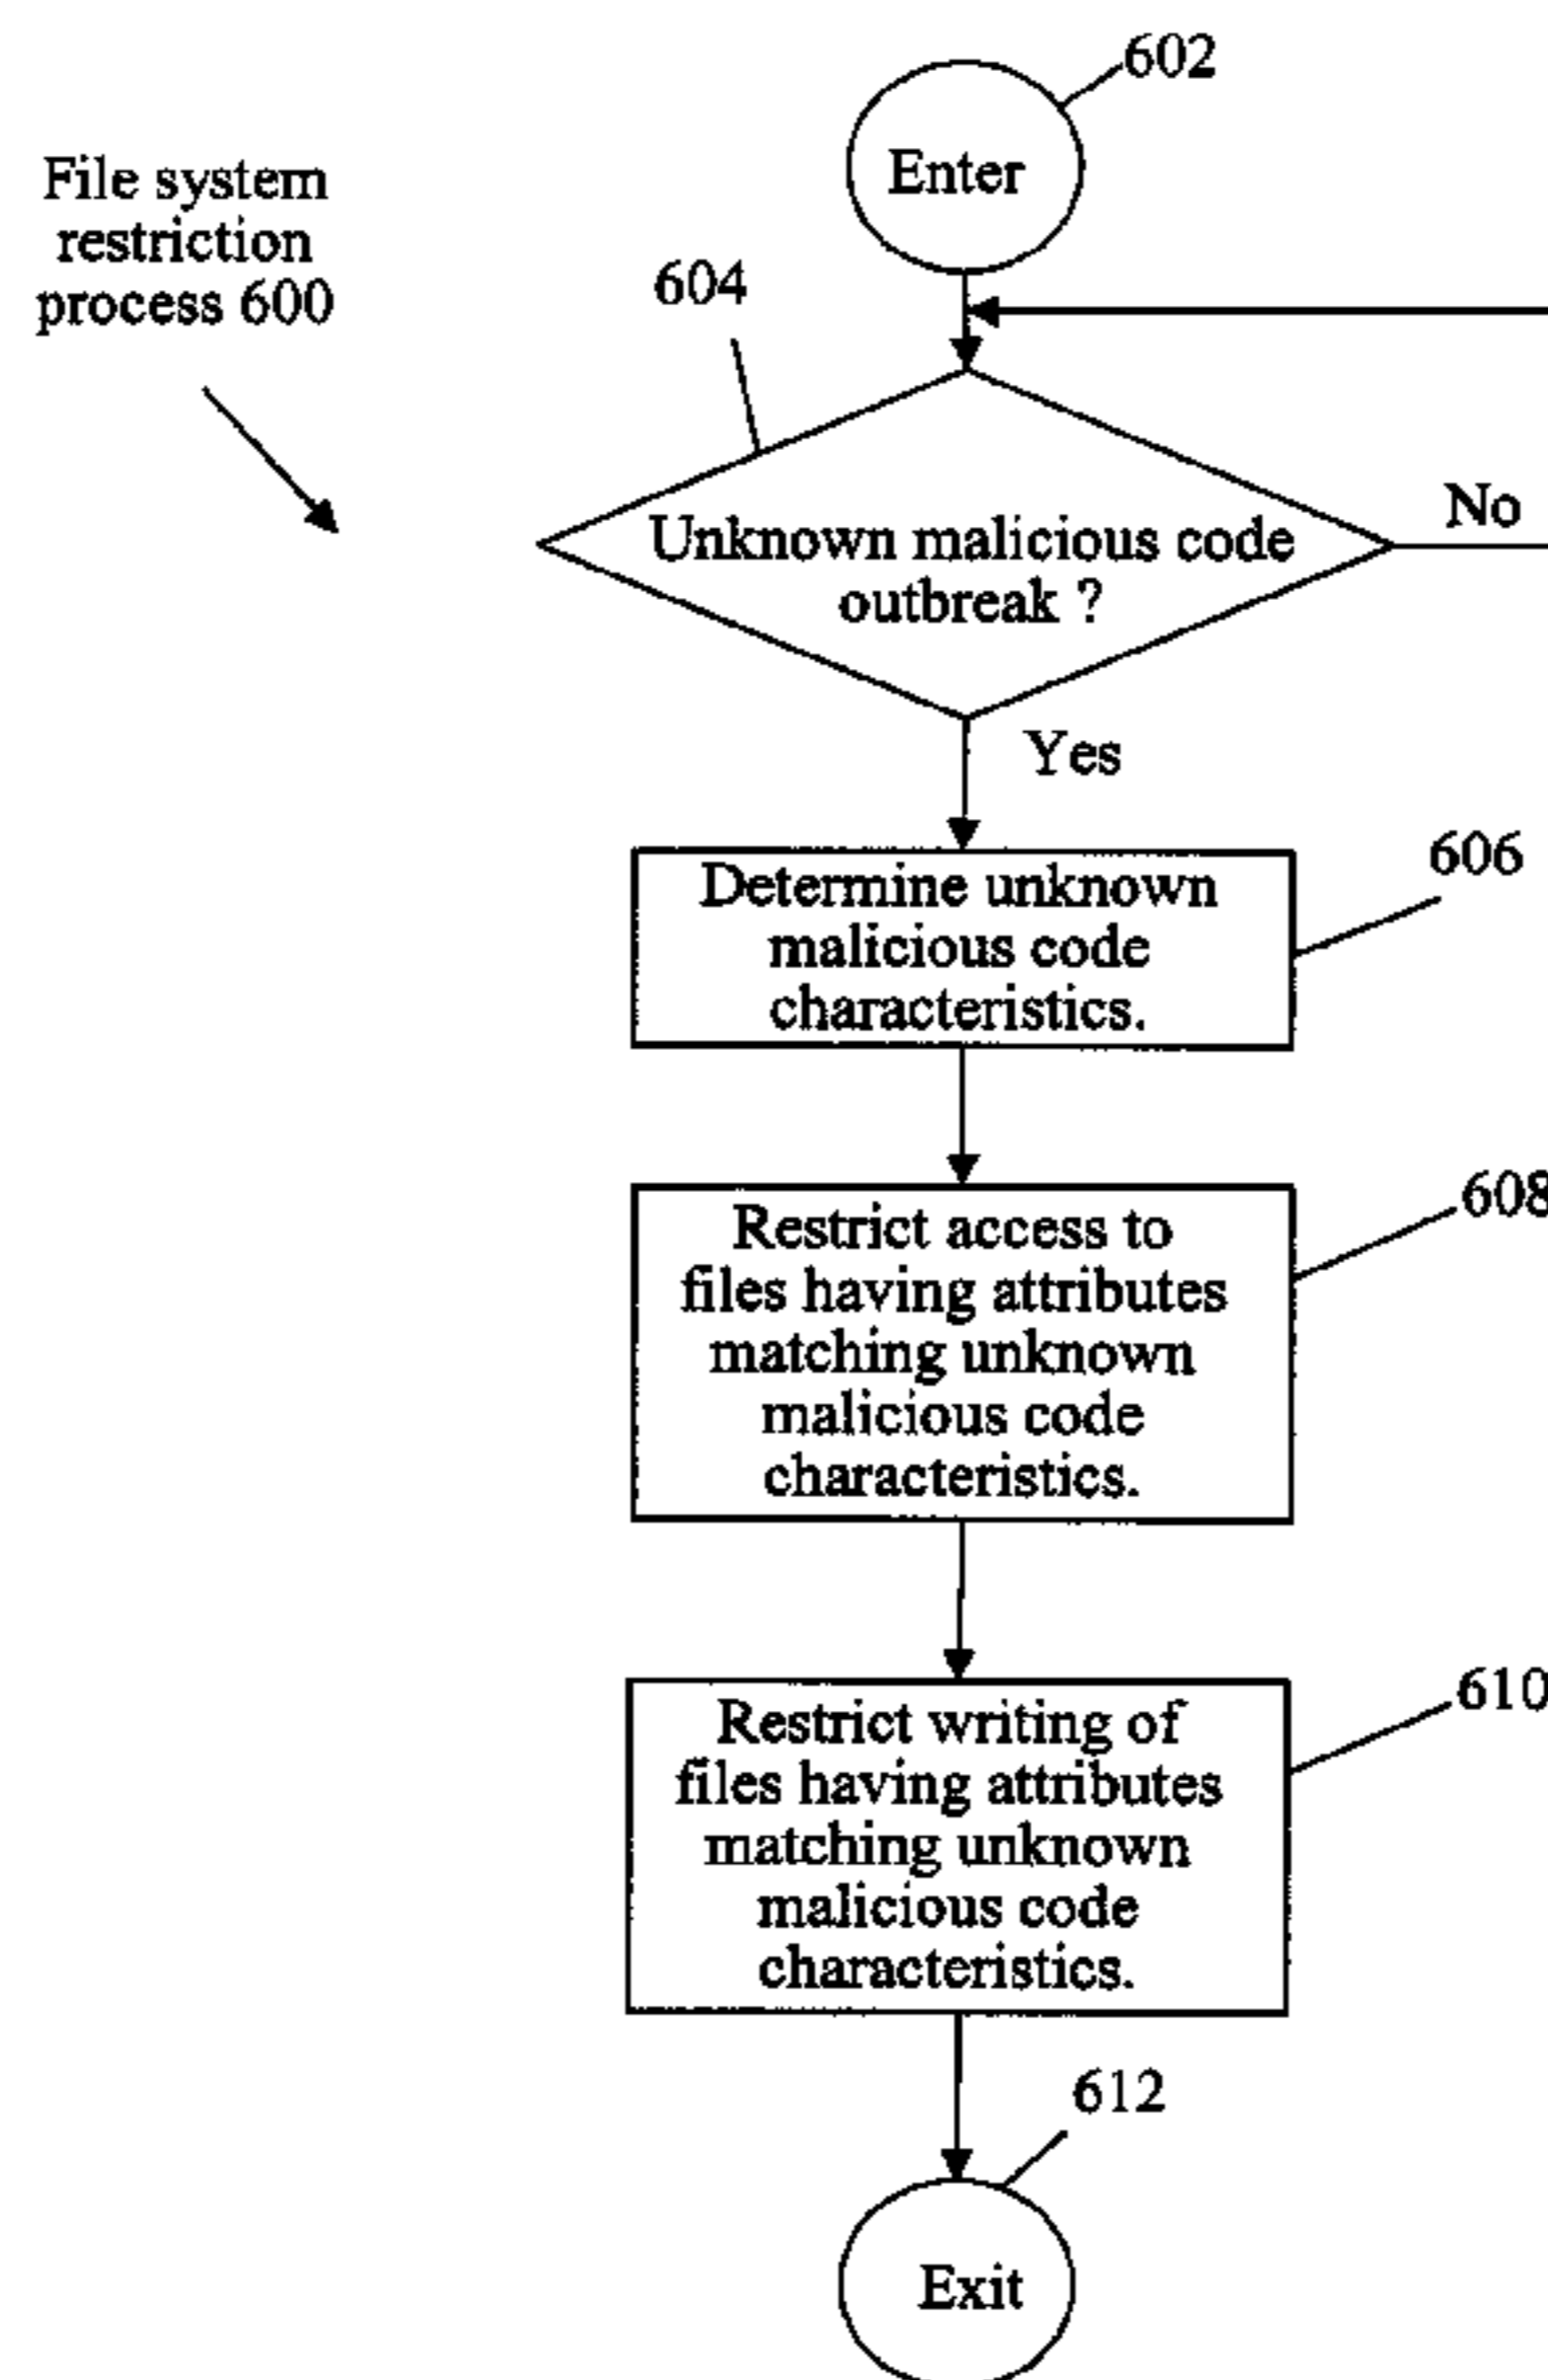 602
Enter
File system
restriction
process 600
604
No
Unknown malicious code
outbreak ?
Yes
606
Determine unknown
malicious code
characteristics.
608
Restrict access to
files having attributes
matching unknown
malicious code
characteristics.
610
Restrict writing of
files having attributes
matching unknown
malicious code
characteristics.
612
Exit